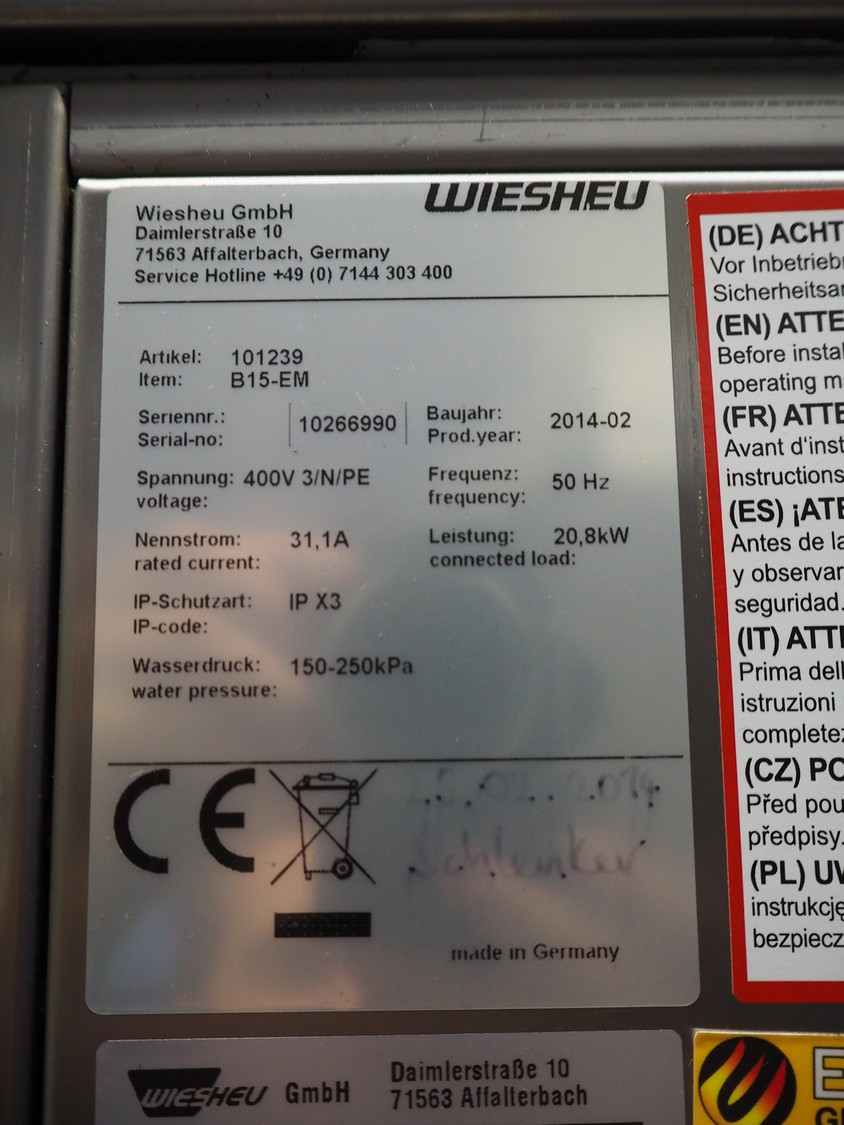 WIESHEU
Wiesheu GmbH
Daimlerstraße 10
71563 Affalterbach, Germany
Service Hotline +49 (0) 7144 303 400
Artikel: 101239
Item: B15-EM
Seriennr.: 10266990 Baujahr: 2014-02
Serial-no: Prod.year:
Spannung: 400V 3/N/PE Frequenz: 50 Hz
voltage: frequency:
Nennstrom: 31,1A Leistung: 20,8kW
rated current: connected load:
IP-Schutzart: IP X3
IP-code:
Wasserdruck: 150-250kPa
water pressure:
CE
Schlenker
made in Germany
WIESHEU GmbH Daimlerstraße 10
71563 Affalterbach
(DE) ACHT
Vor Inbetrieb
Sicherheitsa
(EN) ATTE
Before instal
operating m
(FR) ATTE
Avant d'inst
instructions
(ES) ¡ATE
Antes de la
y observar
seguridad.
(IT) ATTE
Prima dell
istruzioni
complete
(CZ) PO
Před pou
předpisy.
(PL) UW
instrukcję
bezpiecz